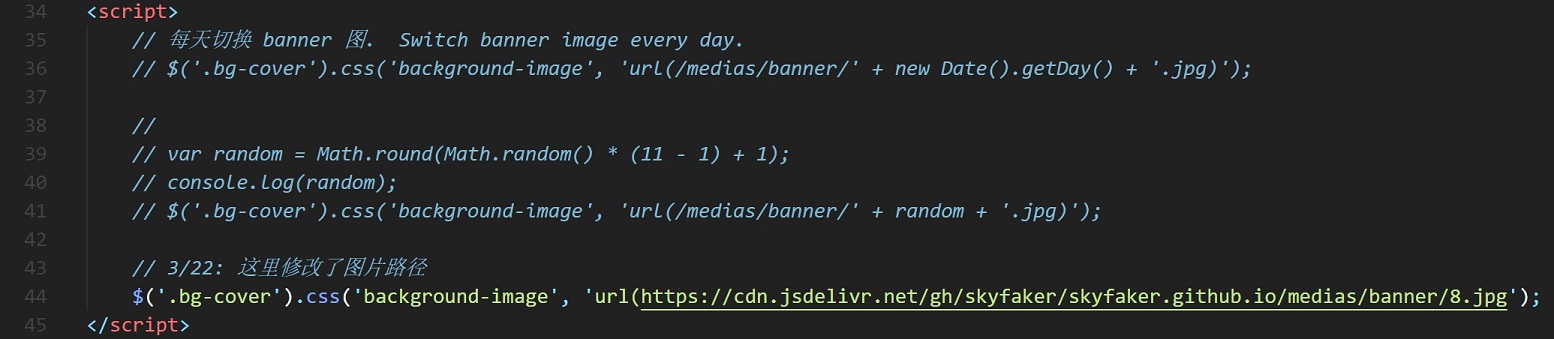 34 <script>
35 // 每天切换 banner 图.  Switch banner image every day.
36 // $('.bg-cover').css('background-image', 'url(/medias/banner/' + new Date().getDay() + '.jpg)');
37
38 //
39 // var random = Math.round(Math.random() * (11 - 1) + 1);
40 // console.log(random);
41 // $('.bg-cover').css('background-image', 'url(/medias/banner/' + random + '.jpg)');
42
43 // 3/22: 这里修改了图片路径
44 $('.bg-cover').css('background-image', 'url(https://cdn.jsdelivr.net/gh/skyfaker/skyfaker.github.io/medias/banner/8.jpg');
45 </script>